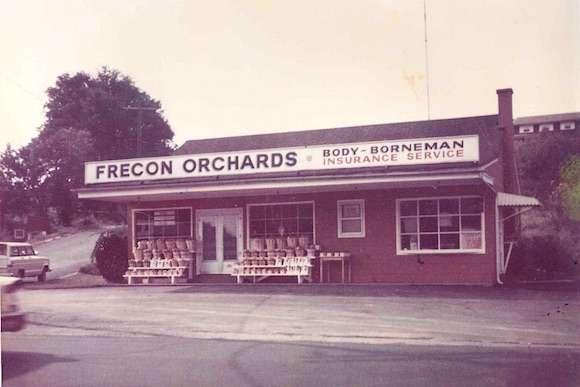 FRECON ORCHARDS
BODY-BORNEMAN
INSURANCE SERVICE